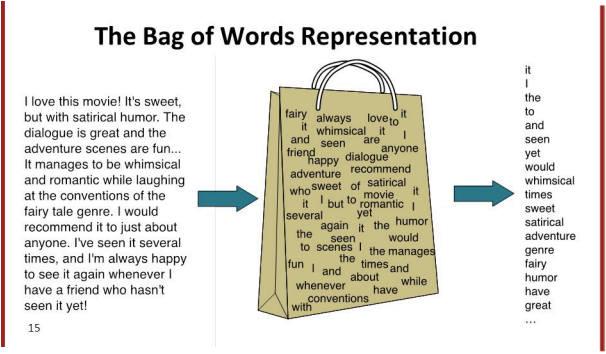 The Bag of Words Representation
I love this movie! It's sweet,
but with satirical humor. The
dialogue is great and the
adventure scenes are fun...
It manages to be whimsical
and romantic while laughing
at the conventions of the
fairy tale genre. I would
recommend it to just about
anyone. I've seen it several
times, and I'm always happy
to see it again whenever I
have a friend who hasn't
seen it yet!
15
fairy always love to it
it whimsical it I
and seen are anyone
friend happy dialogue
adventure recommend
who sweet of satirical
it I but to movie romantic I it
several yet
again it the humor
the seen would
to scenes I the manages
fun I and the times and
whenever about while
conventions have
with
it
I
the
to
and
seen
yet
would
whimsical
times
sweet
satirical
adventure
genre
fairy
humor
have
great
...